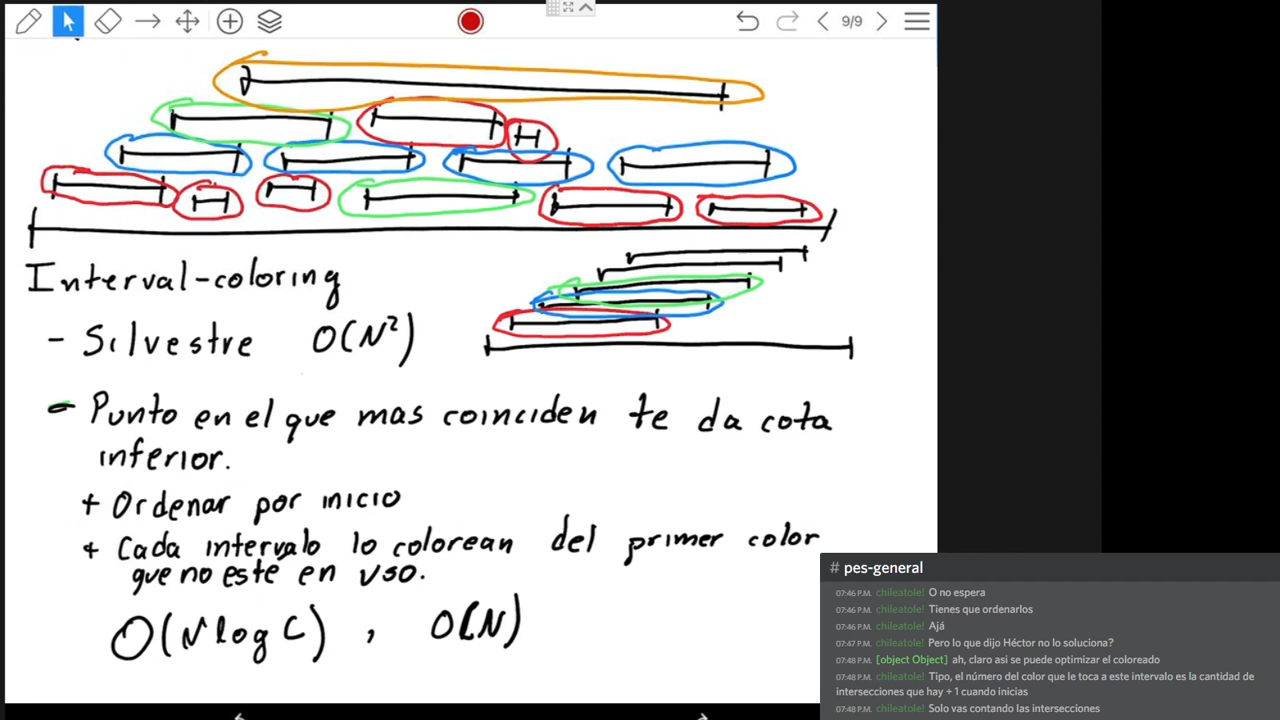 9/9
Interval-coloring
- Silvestre O(N²)
- Punto en el que mas coinciden te da cota
inferior.
+ Ordenar por inicio
+ Cada intervalo lo colorean del primer color
que no esté en uso.
O(N log C) , O(N)
# pes-general
07:46 P.M. chileatole! O no espera
07:46 P.M. chileatole! Tienes que ordenarlos
07:46 P.M. chileatole! Ajá
07:47 P.M. chileatole! Pero lo que dijo Héctor no lo soluciona?
07:48 P.M. [object Object] ah, claro asi se puede optimizar el coloreado
07:48 P.M. chileatole! Tipo, el número del color que le toca a este intervalo es la cantidad de
intersecciones que hay + 1 cuando inicias
07:48 P.M. chileatole! Solo vas contando las intersecciones